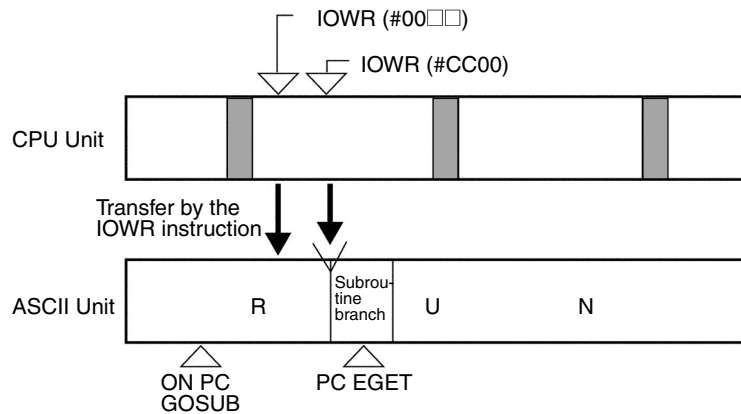 IOWR (#00□□)
IOWR (#CC00)
CPU Unit
Transfer by the
IOWR instruction
ASCII Unit
R
Subrou-
tine
branch
U
N
ON PC
GOSUB
PC EGET